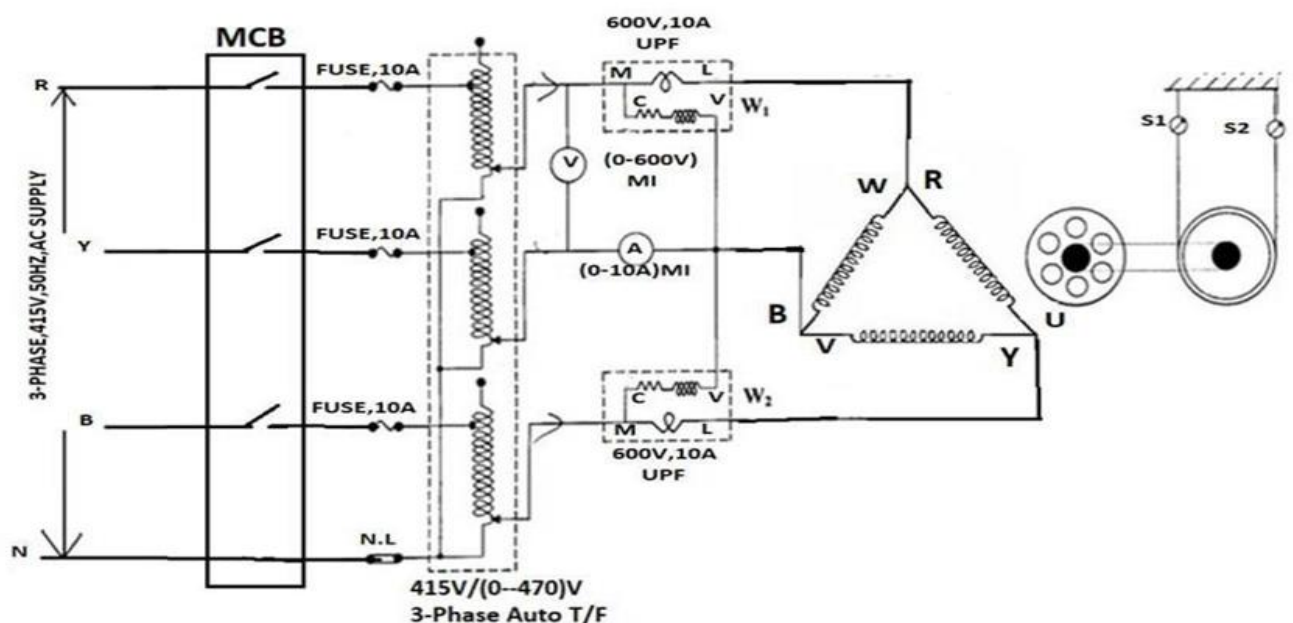 600V,10A
UPF
MCB
FUSE,10A
R
M
L
C
V
W₁
S1
S2
V
(0-600V)
MI
W
R
3-PHASE,415V,50HZ,AC SUPPLY
FUSE,10A
Y
A
(0-10A)MI
B
U
V
Y
FUSE,10A
B
C
V
W₂
M
L
600V,10A
UPF
N.L
N
415V/(0--470)V
3-Phase Auto T/F